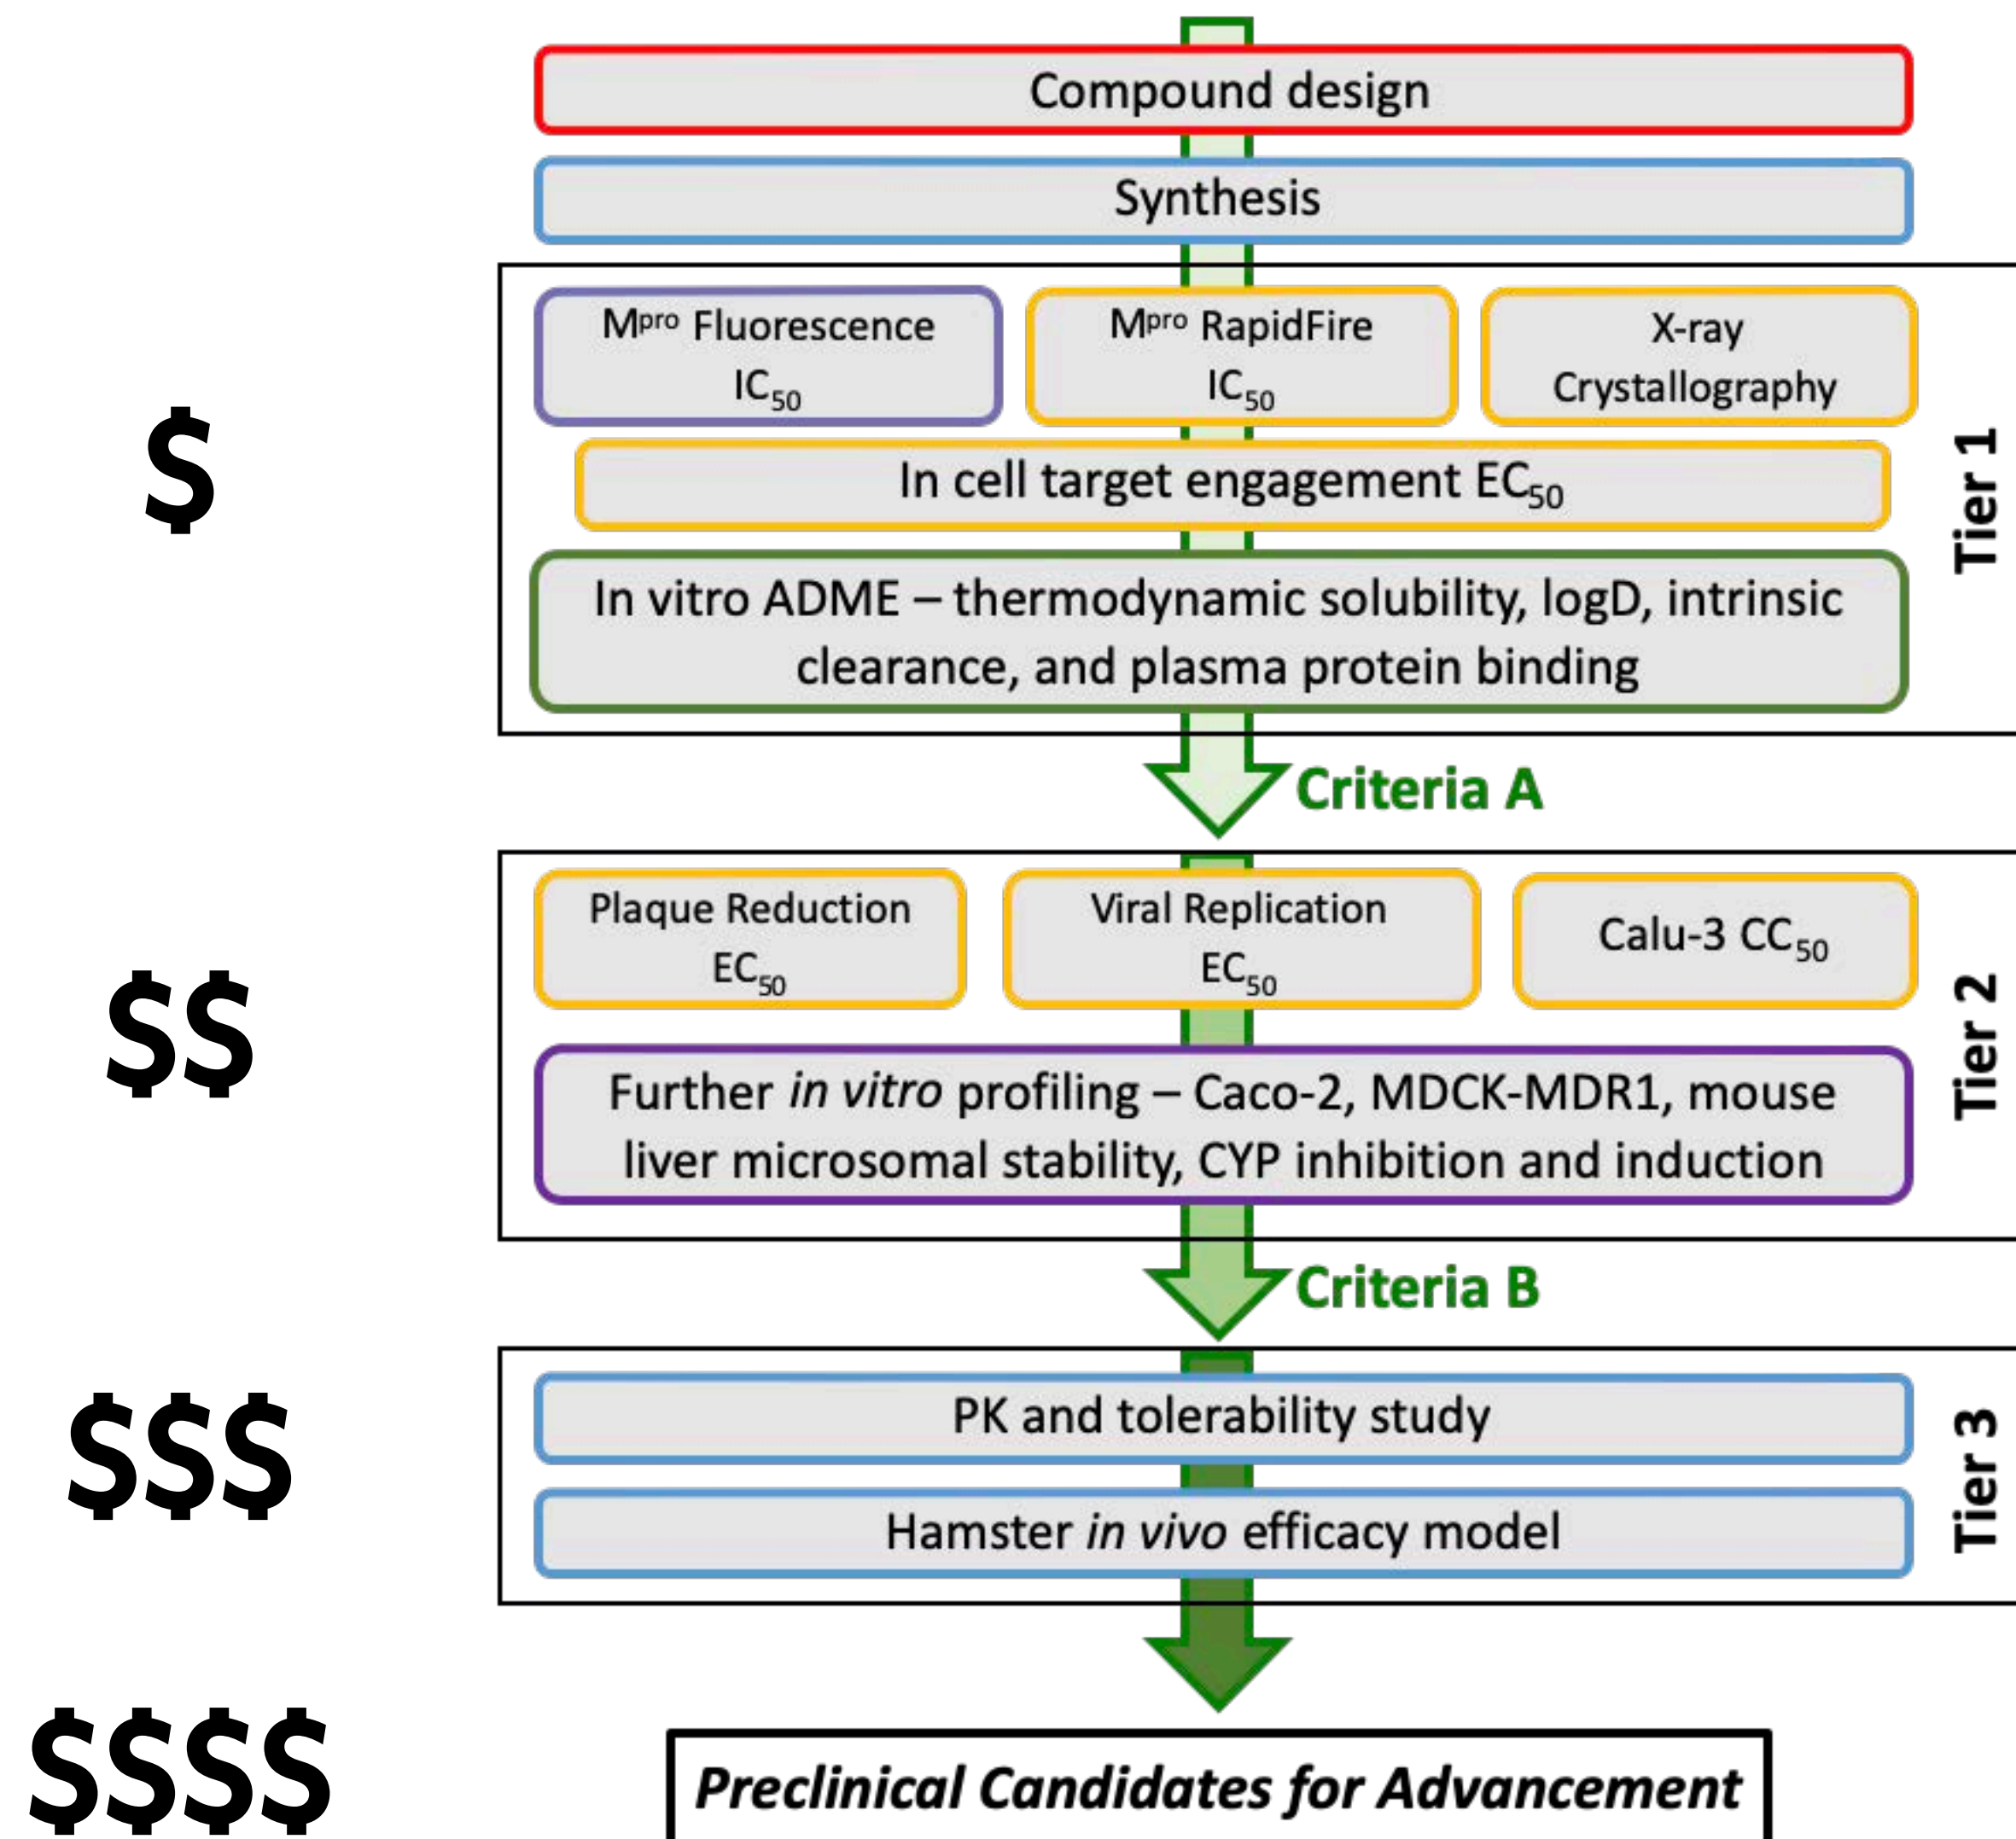 Compound design
Synthesis
$
Mpro Fluorescence
IC50
Mpro RapidFire
IC50
X-ray
Crystallography
In cell target engagement EC50
In vitro ADME – thermodynamic solubility, logD, intrinsic
clearance, and plasma protein binding
Tier 1
Criteria A
$$
Plaque Reduction
EC50
Viral Replication
EC50
Calu-3 CC50
Further in vitro profiling – Caco-2, MDCK-MDR1, mouse
liver microsomal stability, CYP inhibition and induction
Tier 2
Criteria B
$$$
PK and tolerability study
Hamster in vivo efficacy model
Tier 3
$$$$
Preclinical Candidates for Advancement